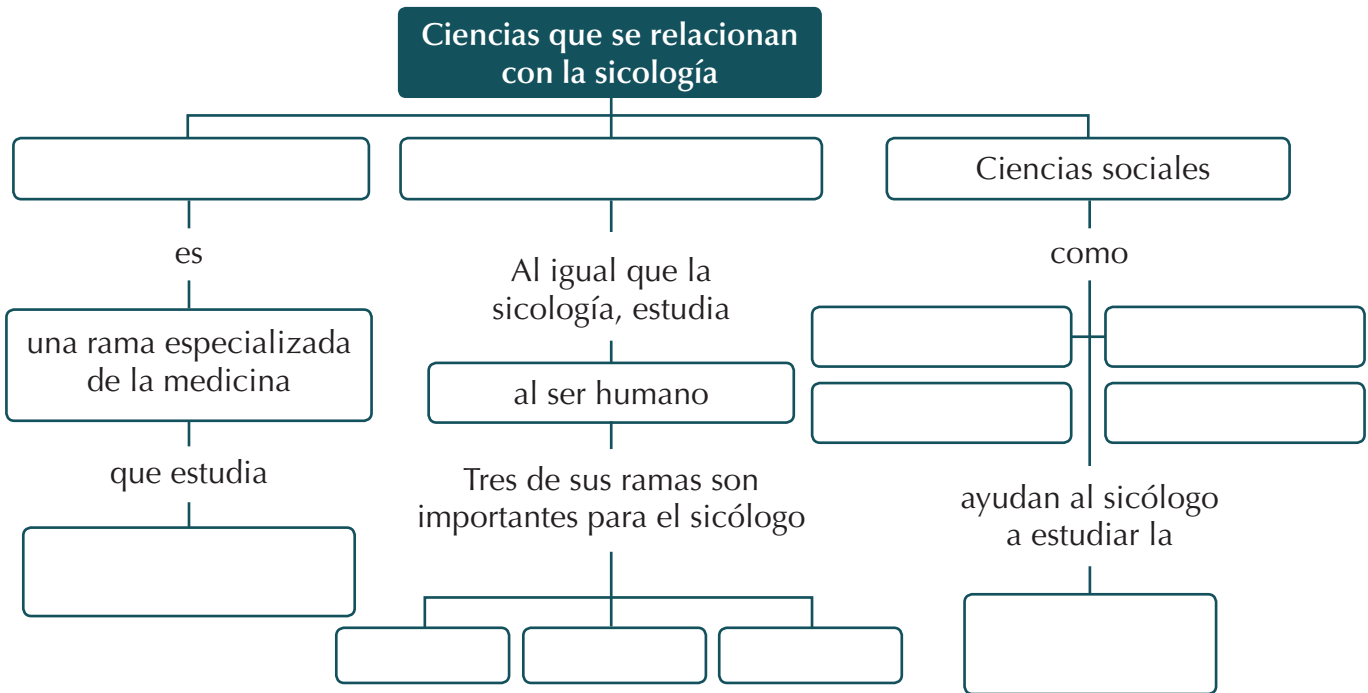 Ciencias que se relacionan
con la sicología
Ciencias sociales
es
una rama especializada
de la medicina
que estudia
Al igual que la
sicología, estudia
al ser humano
Tres de sus ramas son
importantes para el sicólogo
como
ayudan al sicólogo
a estudiar la